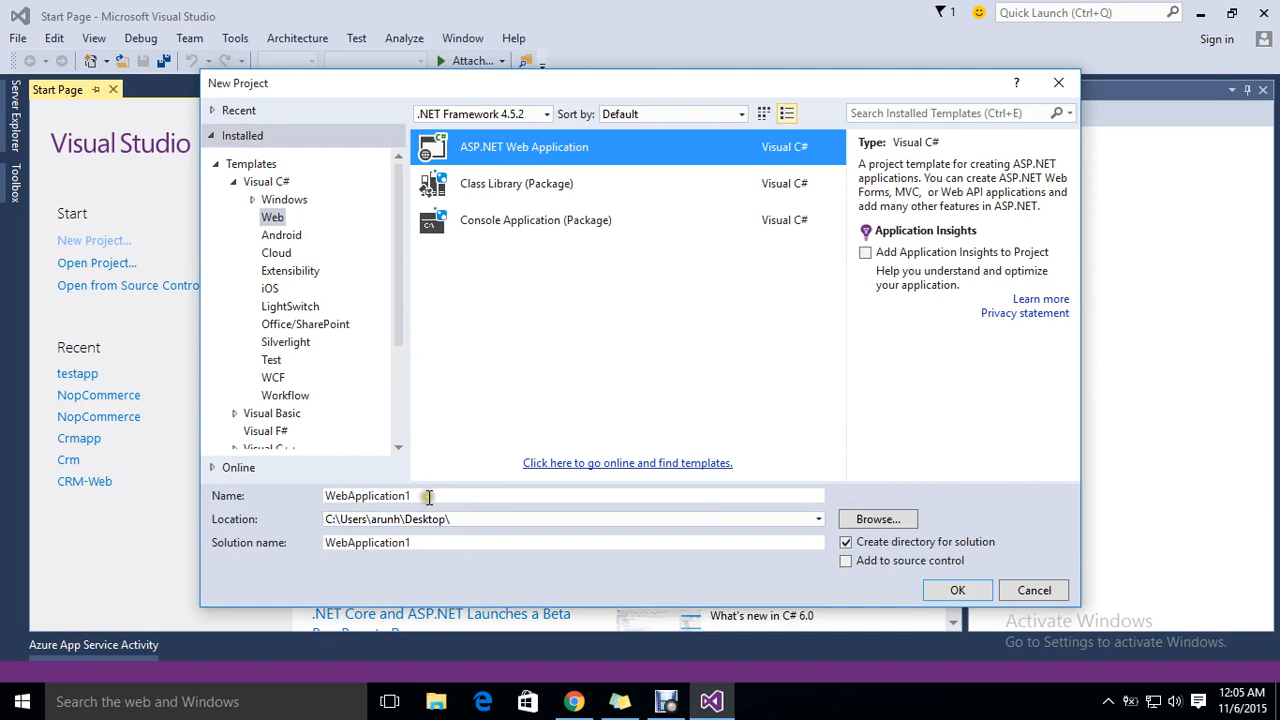 Start Page - Microsoft Visual Studio
1
Quick Launch (Ctrl+Q)
File Edit View Debug Team Tools Architecture Test Analyze Window Help
Sign in
Attach...
Server Explorer
Toolbox
Start Page
Visual Studio
Start
New Project...
Open Project...
Open from Source Contro
Recent
testapp
NopCommerce
NopCommerce
Crmapp
Crm
CRM-Web
New Project
?
Recent
Installed
Templates
Visual C#
Windows
Web
Android
Cloud
Extensibility
iOS
LightSwitch
Office/SharePoint
Silverlight
Test
WCF
Workflow
Visual Basic
Visual F#
Visual C++
Online
.NET Framework 4.5.2
Sort by: Default
Search Installed Templates (Ctrl+E)
ASP.NET Web Application Visual C#
Class Library (Package) Visual C#
Console Application (Package) Visual C#
Click here to go online and find templates.
Type: Visual C#
A project template for creating ASP.NET
applications. You can create ASP.NET Web
Forms, MVC, or Web API applications and
add many other features in ASP.NET.
Application Insights
Add Application Insights to Project
Help you understand and optimize
your application.
Learn more
Privacy statement
Name: WebApplication1
Location: C:\Users\arunh\Desktop\
Browse...
Solution name: WebApplication1
Create directory for solution
Add to source control
OK Cancel
.NET Core and ASP.NET Launches a Beta
What's new in C# 6.0
Activate Windows
Go to Settings to activate Windows.
Azure App Service Activity
Search the web and Windows
12:05 AM
11/6/2015